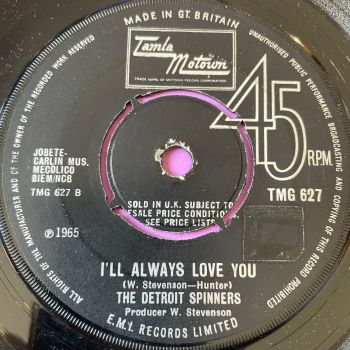 MADE IN GT. BRITAIN
UNAUTHORISED PUBLIC PERFORMANCE BROADCASTING AND COPYING OF THIS RECORD PROHIBITED
ALL RIGHTS OF THE MANUFACTURER AND OF THE OWNER OF THE RECORDED WORK RESERVED
Tamla
Motown
TRADE MARK OF MOTOWN RECORD CORPORATION
45
RPM
JOBETE-
CARLIN MUS.
MECOLICO
BIEM/NCB
TMG 627 B
TMG 627
SOLD IN U.K. SUBJECT TO
RESALE PRICE CONDITIONS
SEE PRICE LISTS
℗ 1965
I'LL ALWAYS LOVE YOU
(W. Stevenson—Hunter)
THE DETROIT SPINNERS
Producer W. Stevenson
E.M.I. RECORDS LIMITED